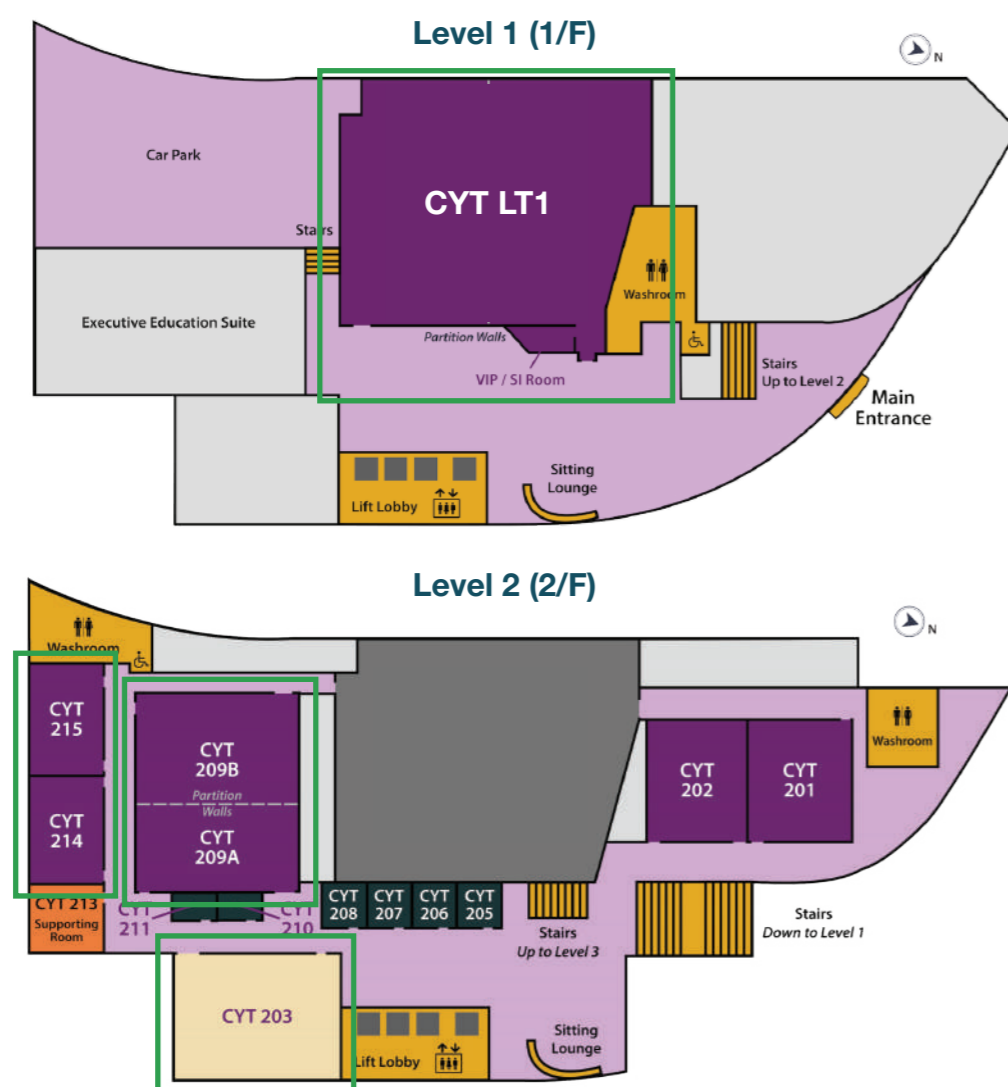 Level 1 (1/F)
N
Car Park
CYT LT1
Stairs
Washroom
Executive Education Suite
Partition Walls
VIP / SI Room
Stairs
Up to Level 2
Main
Entrance
Sitting
Lounge
Lift Lobby
Level 2 (2/F)
N
Washroom
CYT
215
CYT
209B
Partition
Walls
CYT
209A
CYT
214
CYT
202
CYT
201
Washroom
CYT 213
Supporting
Room
CYT
211
CYT
210
CYT
208
CYT
207
CYT
206
CYT
205
Stairs
Up to Level 3
Stairs
Down to Level 1
CYT 203
Lift Lobby
Sitting
Lounge